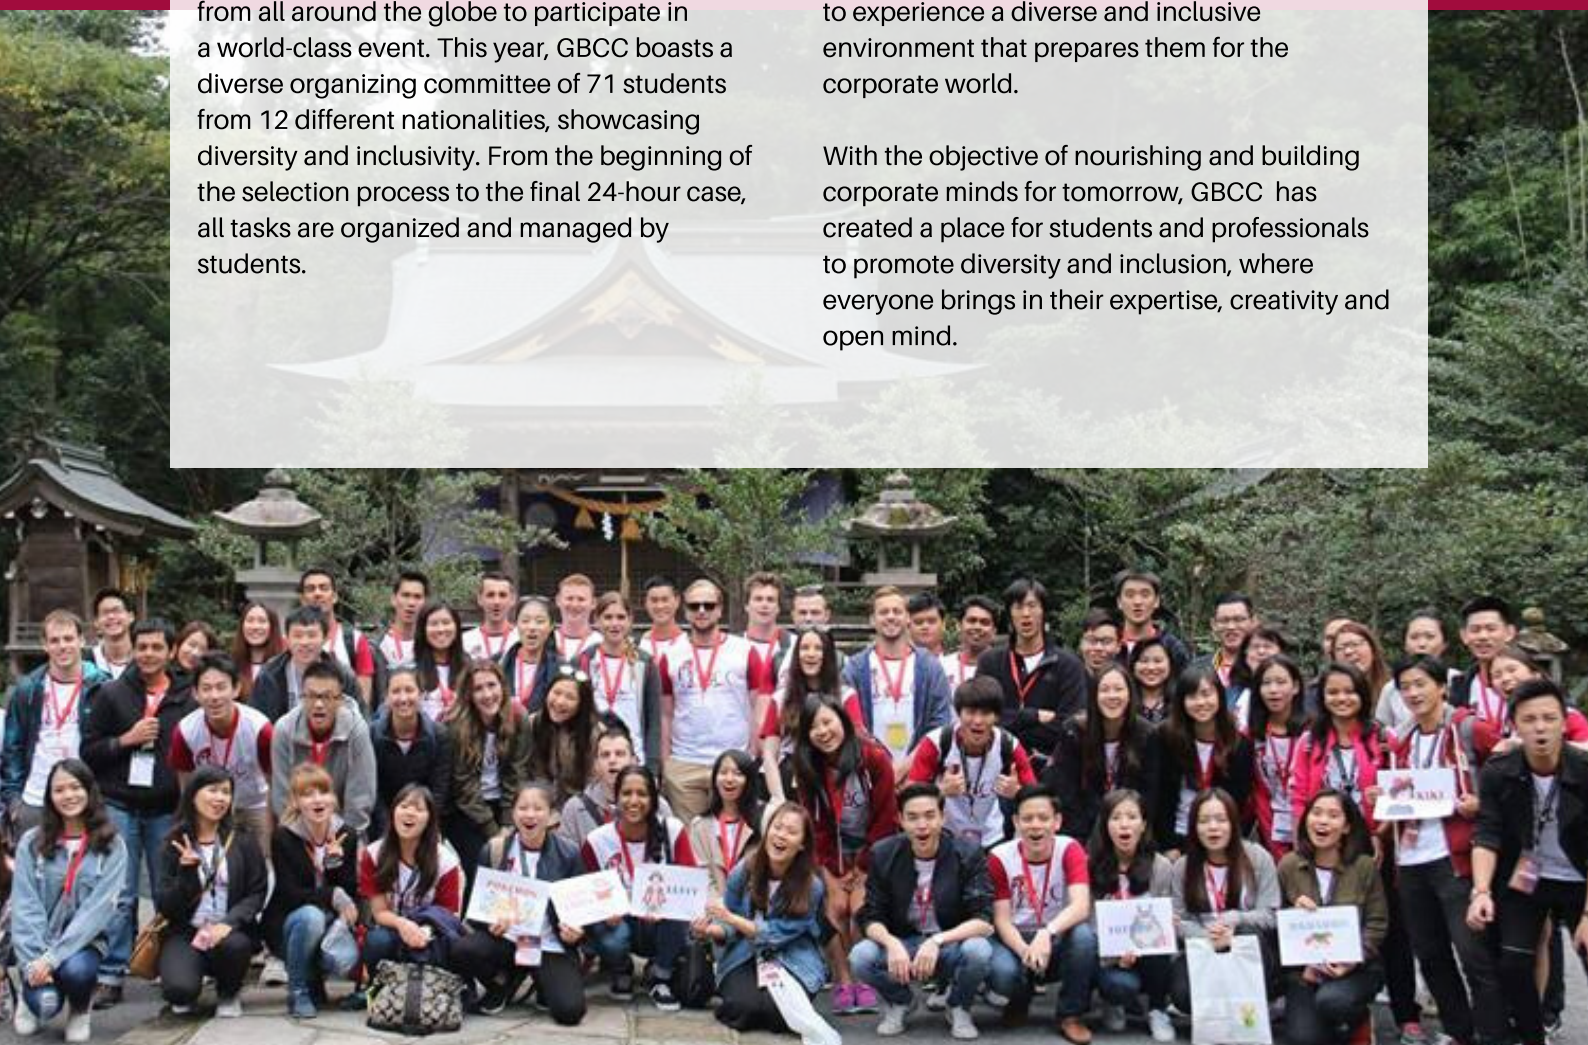 from all around the globe to participate in
a world-class event. This year, GBCC boasts a
diverse organizing committee of 71 students
from 12 different nationalities, showcasing
diversity and inclusivity. From the beginning of
the selection process to the final 24-hour case,
all tasks are organized and managed by
students.
to experience a diverse and inclusive
environment that prepares them for the
corporate world.
With the objective of nourishing and building
corporate minds for tomorrow, GBCC has
created a place for students and professionals
to promote diversity and inclusion, where
everyone brings in their expertise, creativity and
open mind.
KIKI
POKEMON